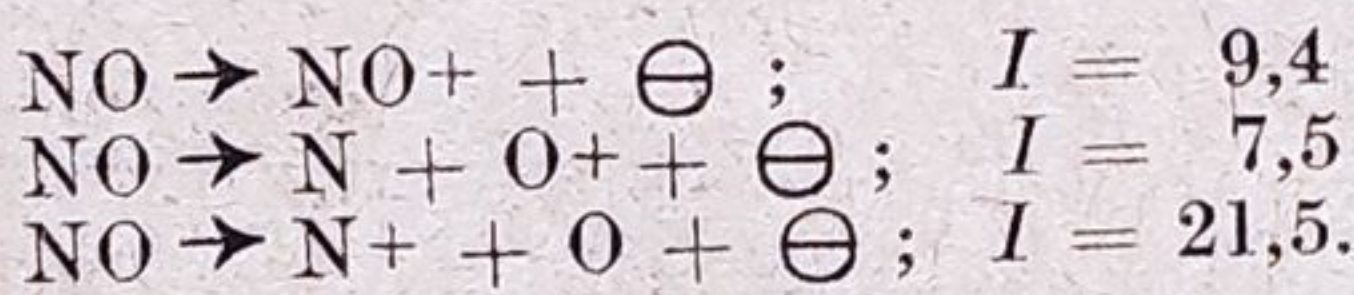 NO → NO+ + ⊖ ; I = 9,4
NO → N + O+ + ⊖ ; I = 7,5
NO → N+ + O + ⊖ ; I = 21,5.